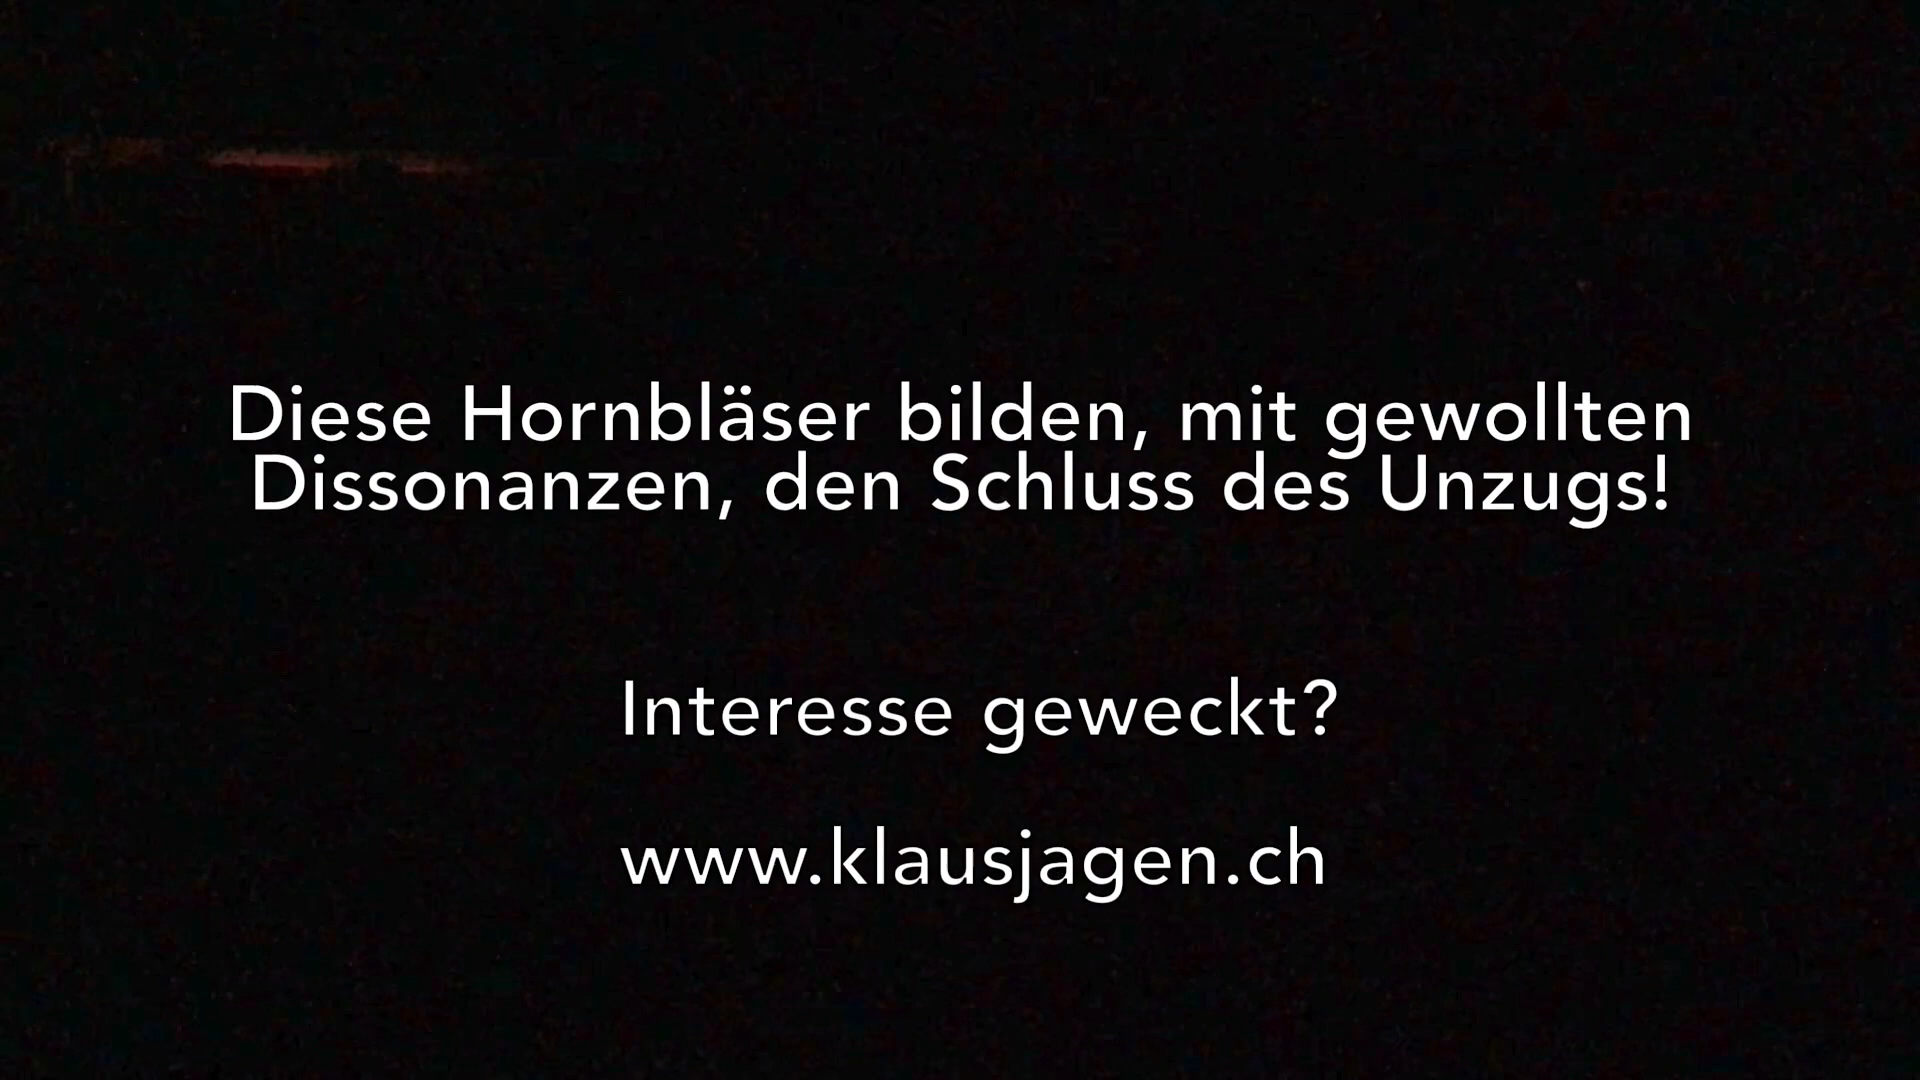 Diese Hornbläser bilden, mit gewollten
Dissonanzen, den Schluss des Unzugs!
Interesse geweckt?
www.klausjagen.ch